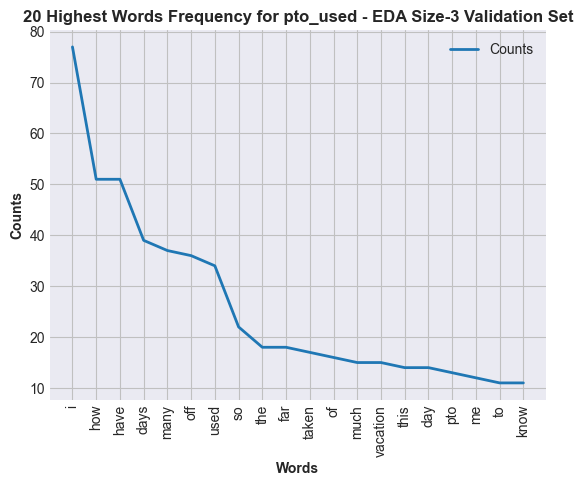 20 Highest Words Frequency for pto_used - EDA Size-3 Validation Set
Counts
80
70
60
50
40
30
20
10
Counts
i
how
have
days
many
off
used
so
the
far
taken
of
much
vacation
this
day
pto
me
to
know
Words